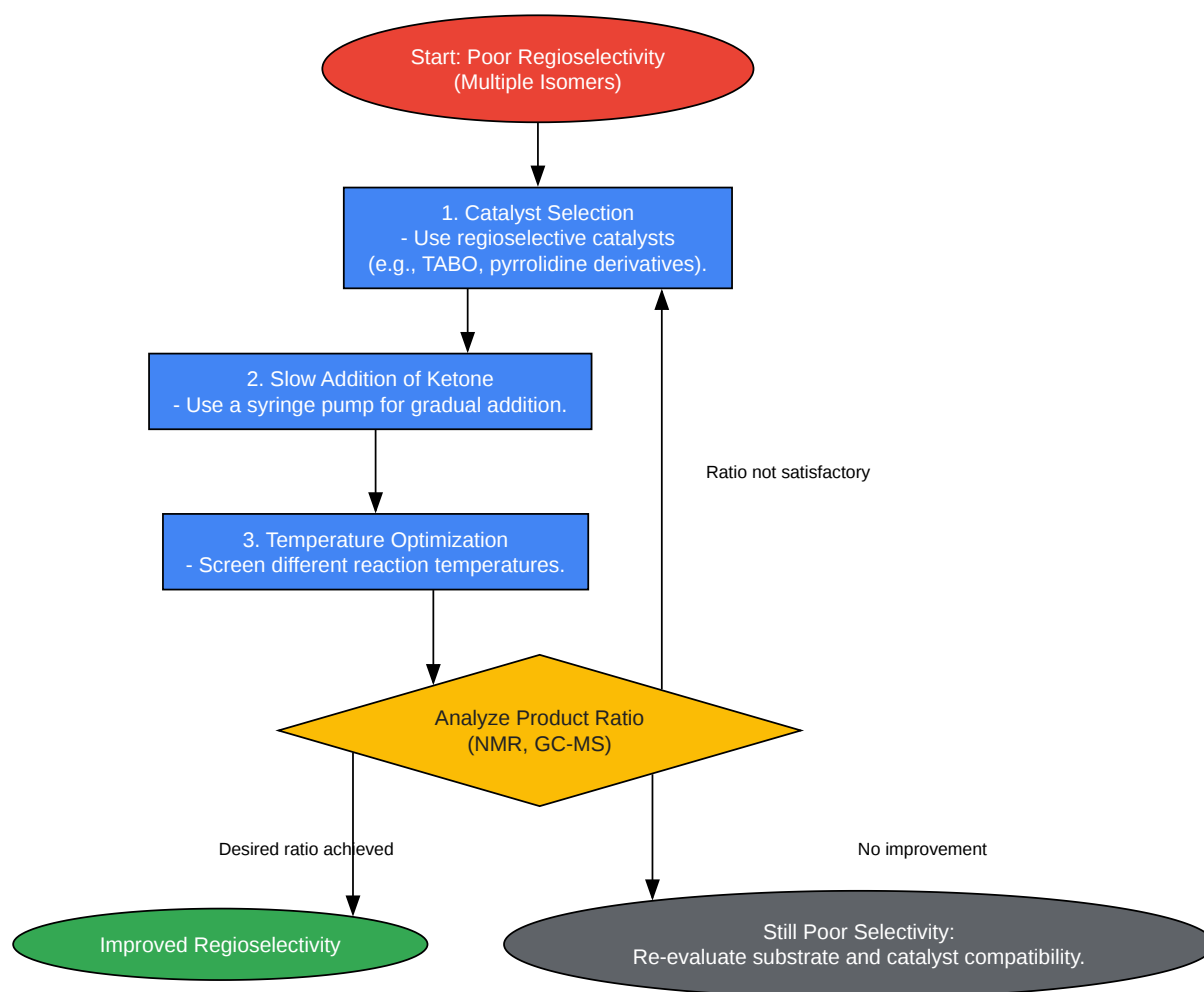 Start: Poor Regioselectivity
(Multiple Isomers)
1. Catalyst Selection
- Use regioselective catalysts
(e.g., TABO, pyrrolidine derivatives).
2. Slow Addition of Ketone
- Use a syringe pump for gradual addition.
Ratio not satisfactory
3. Temperature Optimization
- Screen different reaction temperatures.
Analyze Product Ratio
(NMR, GC-MS)
Desired ratio achieved
No improvement
Improved Regioselectivity
Still Poor Selectivity:
Re-evaluate substrate and catalyst compatibility.